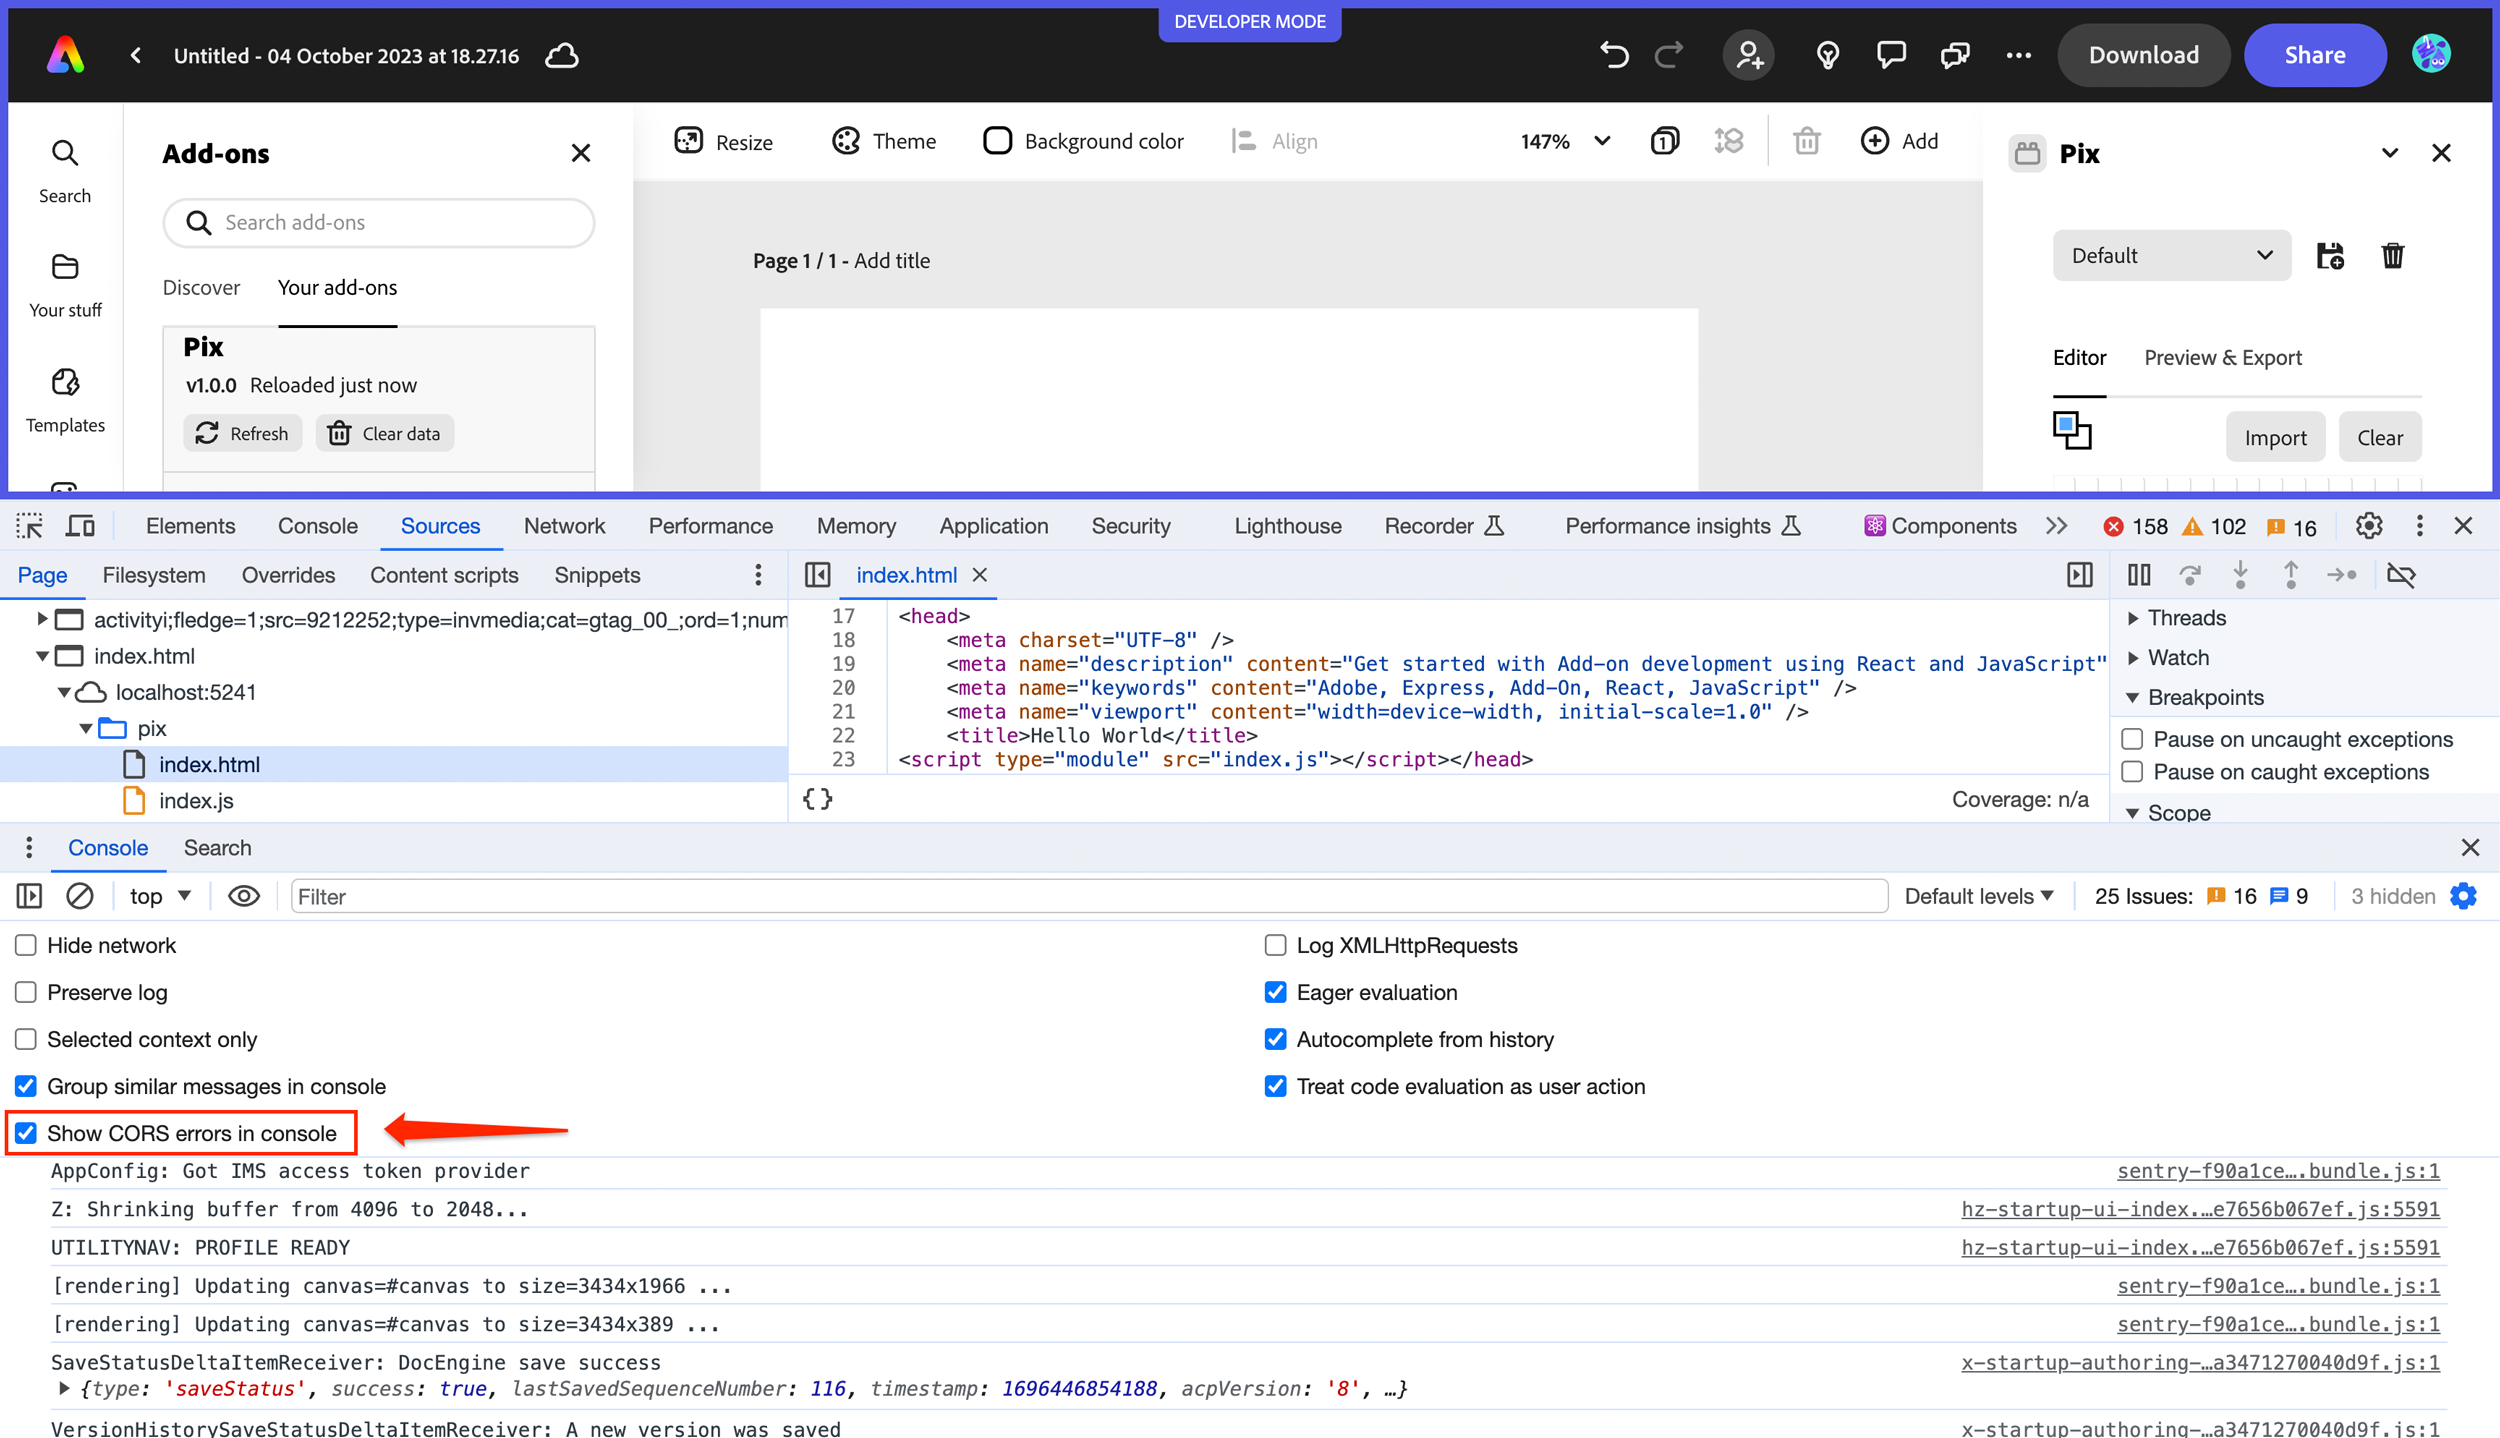 DEVELOPER MODE
Untitled - 04 October 2023 at 18.27.16
Download
Share
Search
Your stuff
Templates
Add-ons
Search add-ons
Discover
Your add-ons
Pix
v1.0.0 Reloaded just now
Refresh
Clear data
Resize
Theme
Background color
Align
147%
1
Add
Page 1 / 1 - Add title
Pix
Default
Editor
Preview & Export
Import
Clear
Elements
Console
Sources
Network
Performance
Memory
Application
Security
Lighthouse
Recorder
Performance insights
Components
158
102
16
Page
Filesystem
Overrides
Content scripts
Snippets
activityi;fledge=1;src=9212252;type=invmedia;cat=gtag_00_;ord=1;num
index.html
localhost:5241
pix
index.html
index.js
index.html
17 <head>
18 <meta charset="UTF-8" />
19 <meta name="description" content="Get started with Add-on development using React and JavaScript"
20 <meta name="keywords" content="Adobe, Express, Add-On, React, JavaScript" />
21 <meta name="viewport" content="width=device-width, initial-scale=1.0" />
22 <title>Hello World</title>
23 <script type="module" src="index.js"></script></head>
{}
Coverage: n/a
Threads
Watch
Breakpoints
Pause on uncaught exceptions
Pause on caught exceptions
Scope
Console
Search
top
Filter
Default levels
25 Issues: 16 9
3 hidden
Hide network
Preserve log
Selected context only
Group similar messages in console
Show CORS errors in console
Log XMLHttpRequests
Eager evaluation
Autocomplete from history
Treat code evaluation as user action
AppConfig: Got IMS access token provider sentry-f90a1ce….bundle.js:1
Z: Shrinking buffer from 4096 to 2048... hz-startup-ui-index.…e7656b067ef.js:5591
UTILITYNAV: PROFILE READY hz-startup-ui-index.…e7656b067ef.js:5591
[rendering] Updating canvas=#canvas to size=3434x1966 ... sentry-f90a1ce….bundle.js:1
[rendering] Updating canvas=#canvas to size=3434x389 ... sentry-f90a1ce….bundle.js:1
SaveStatusDeltaItemReceiver: DocEngine save success x-startup-authoring-…a3471270040d9f.js:1
{type: 'saveStatus', success: true, lastSavedSequenceNumber: 116, timestamp: 1696446854188, acpVersion: '8', …}
VersionHistorySaveStatusDeltaItemReceiver: A new version was saved x-startup-authoring-…a3471270040d9f.js:1